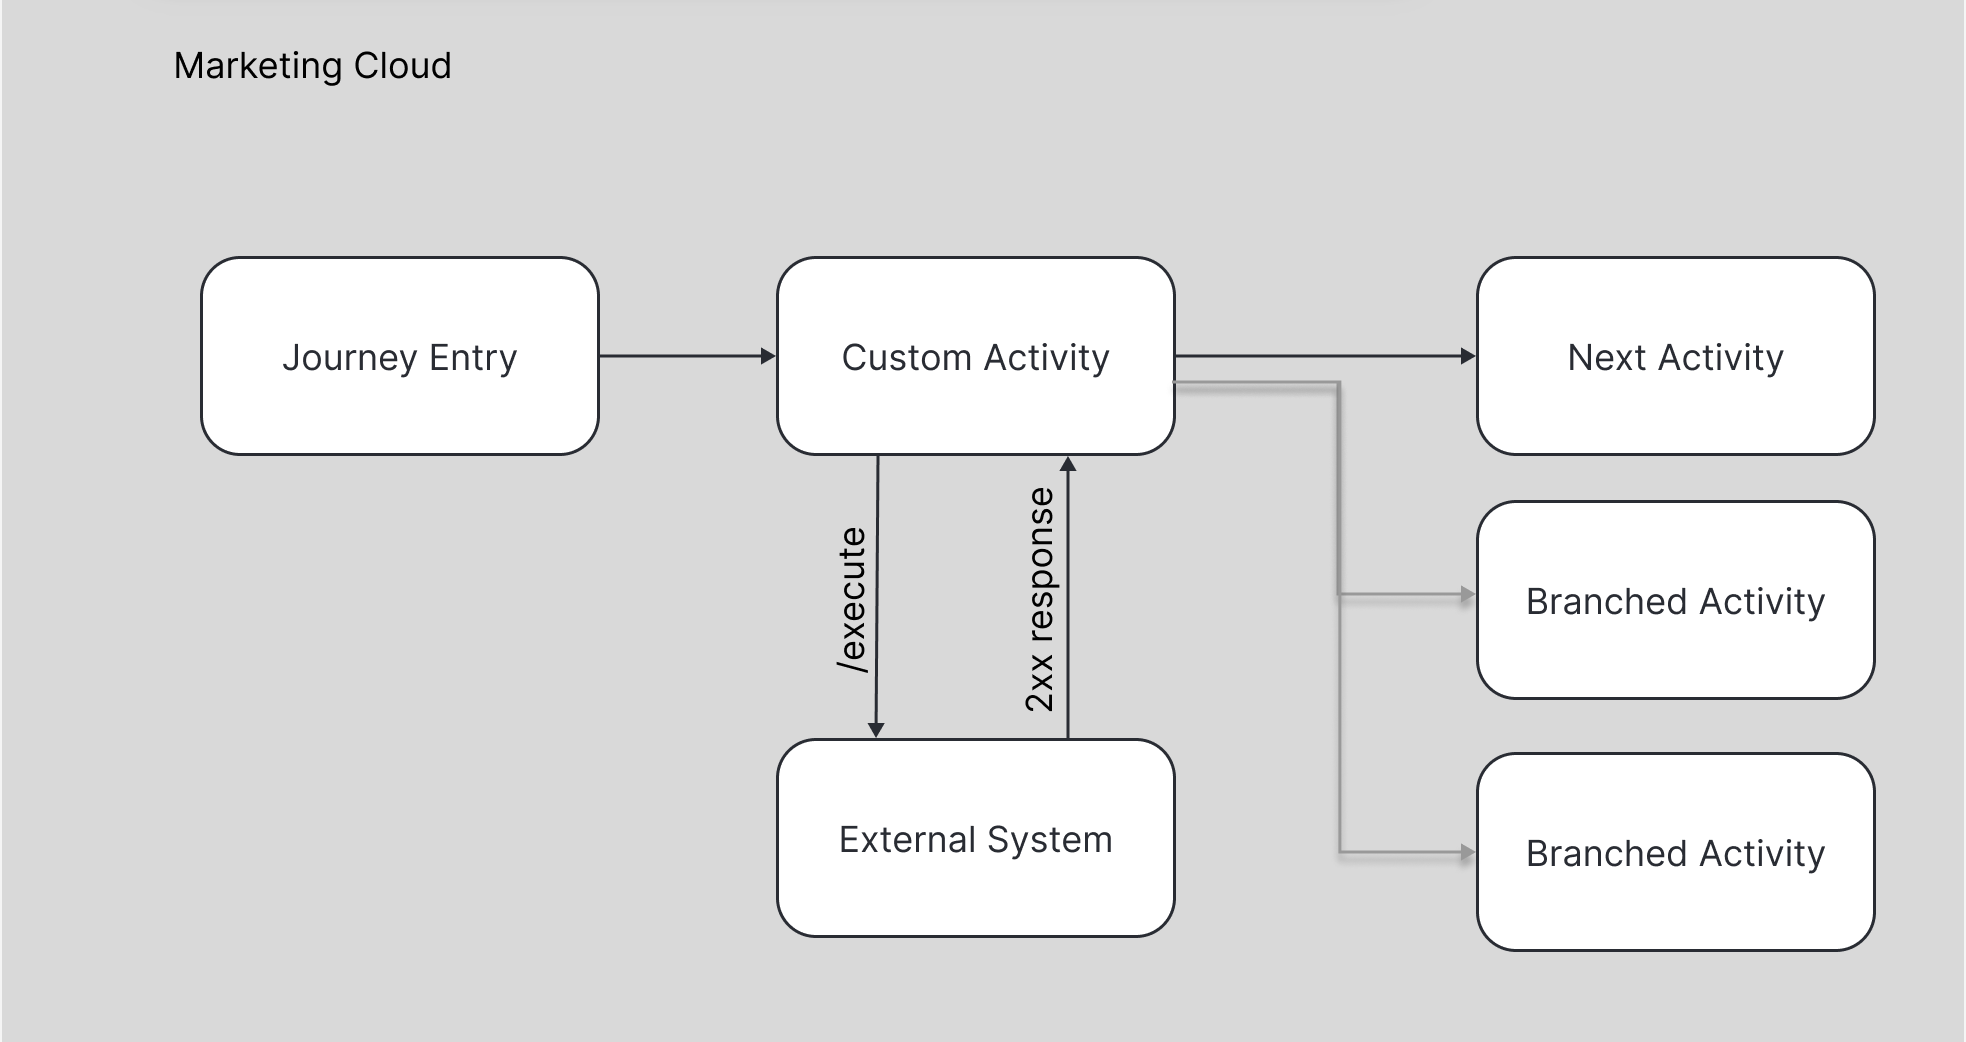 Marketing Cloud
Journey Entry
Custom Activity
Next Activity
/execute
2xx response
Branched Activity
External System
Branched Activity